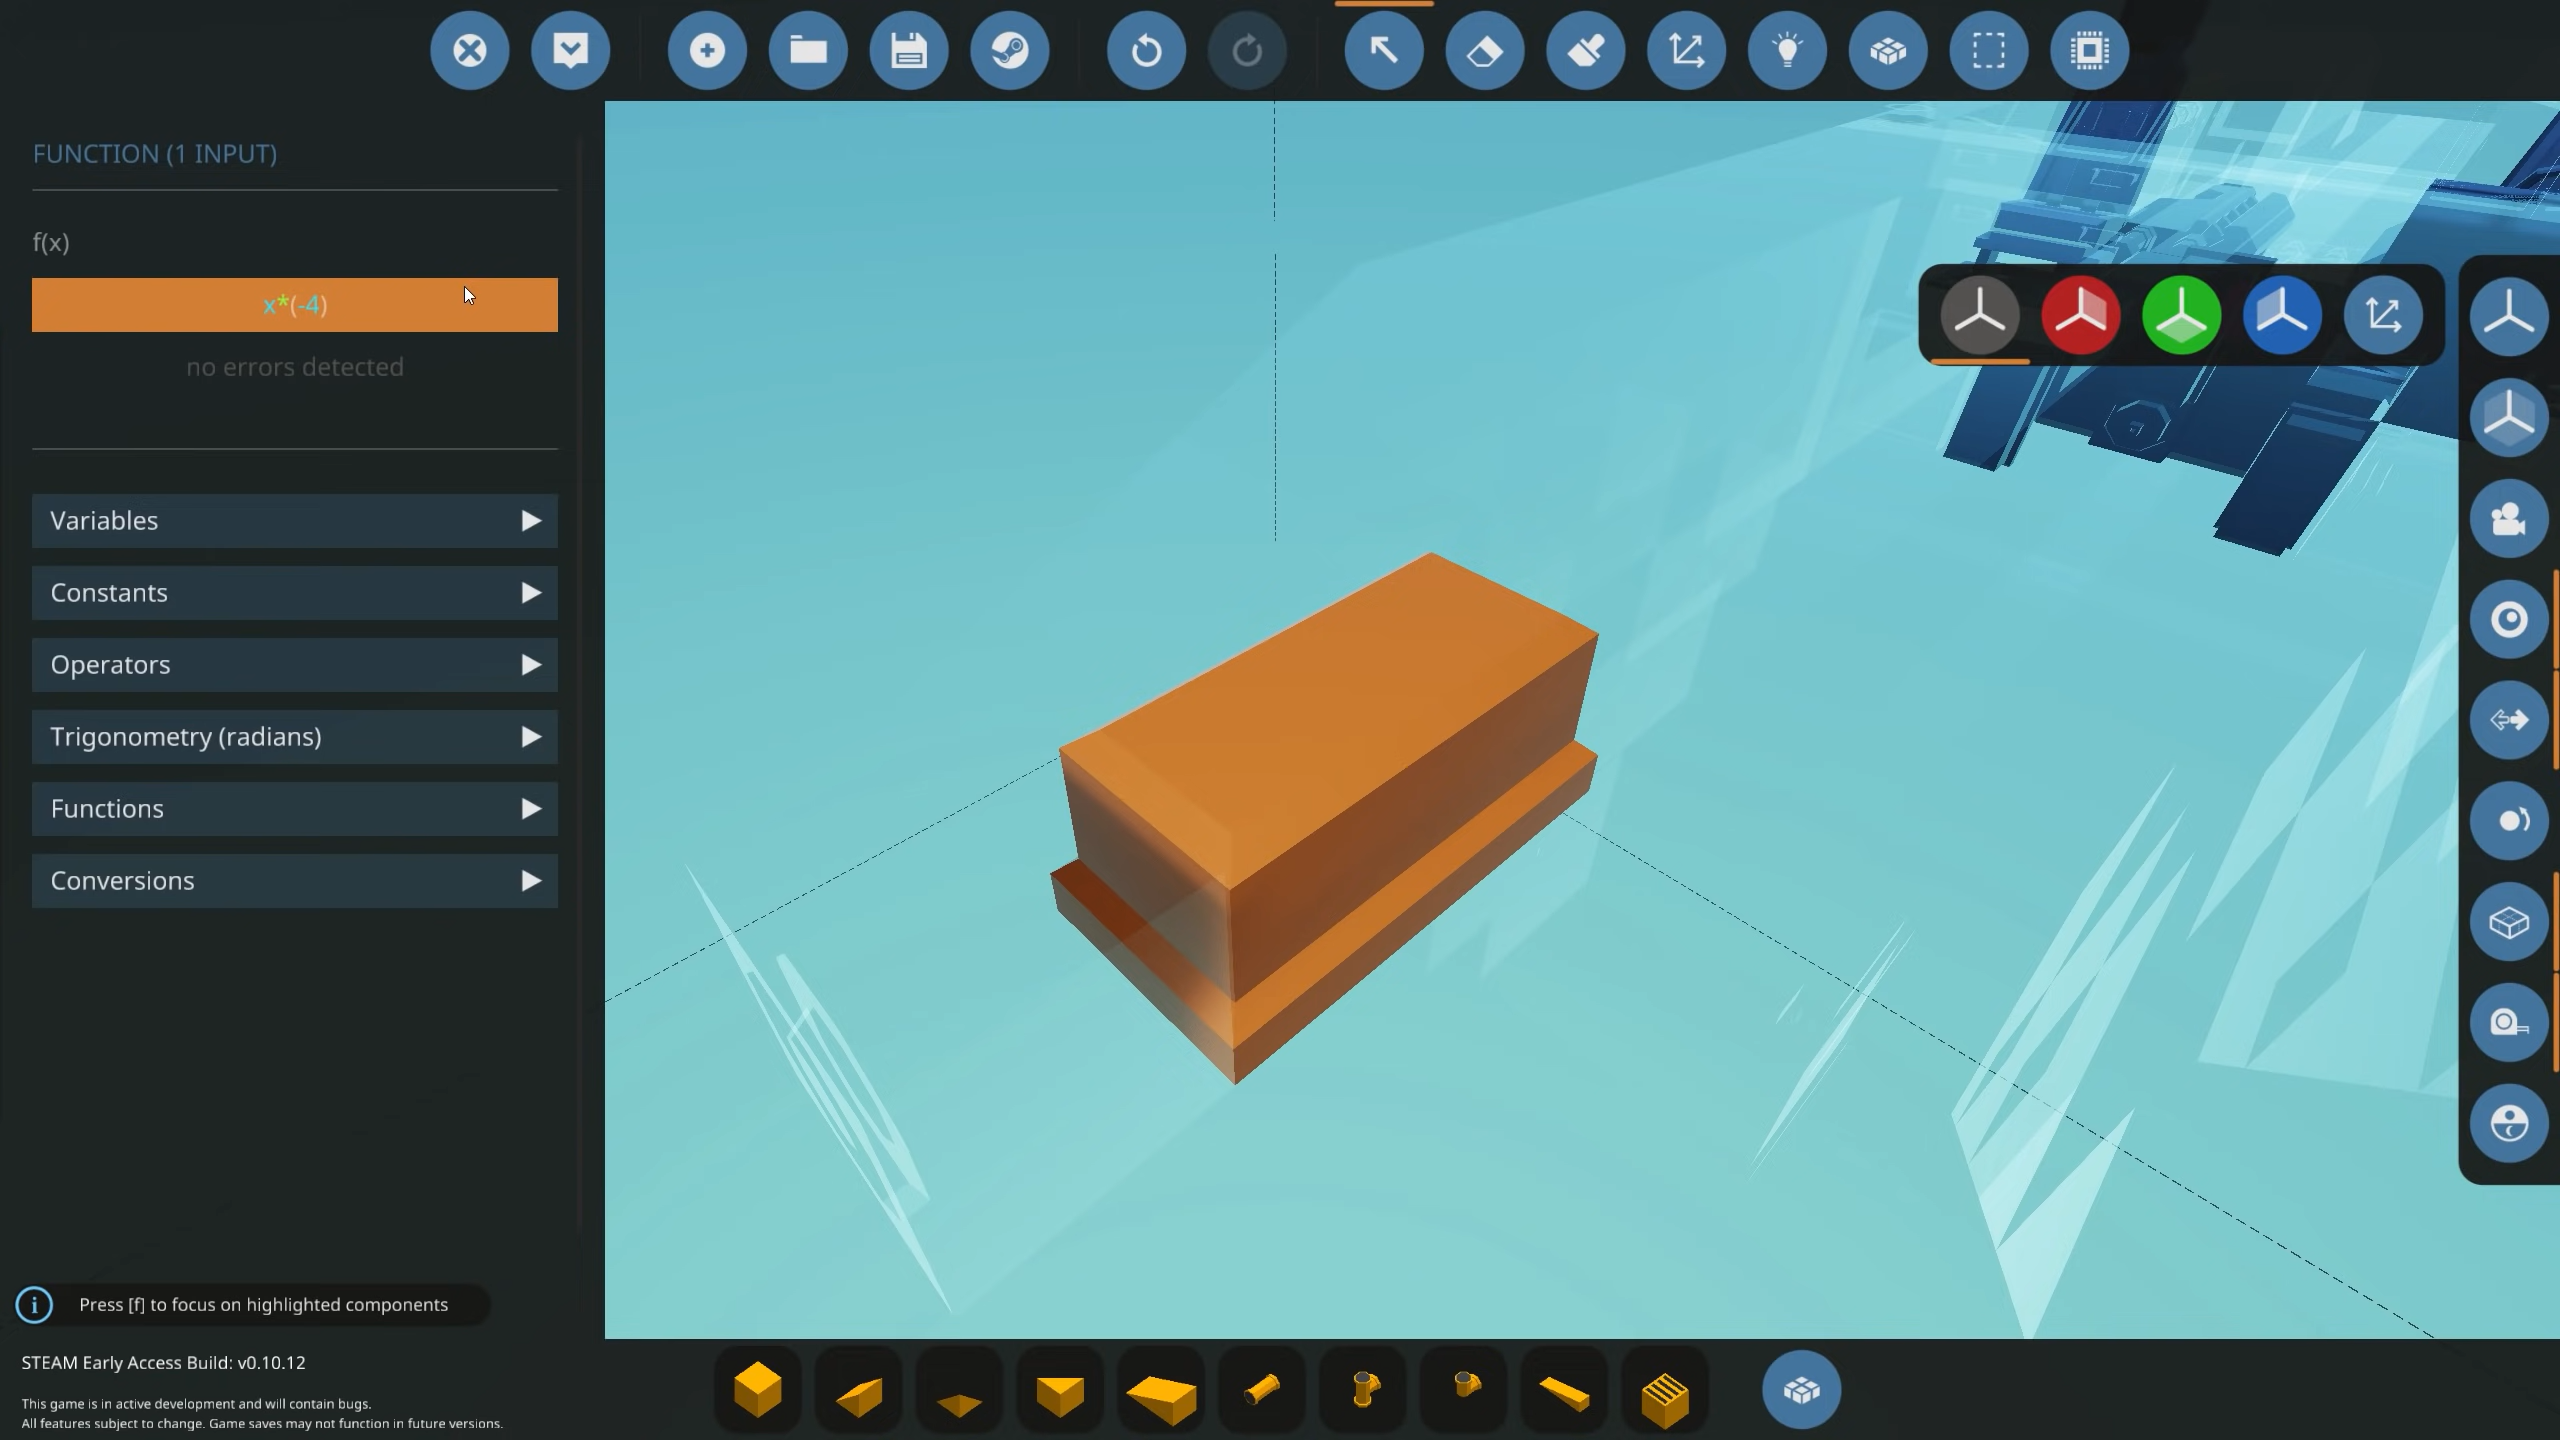 FUNCTION (1 INPUT)
f(x)
x*(-4)
no errors detected
Variables
Constants
Operators
Trigonometry (radians)
Functions
Conversions
Press [f] to focus on highlighted components
STEAM Early Access Build: v0.10.12
This game is in active development and will contain bugs.
All features subject to change. Game saves may not function in future versions.